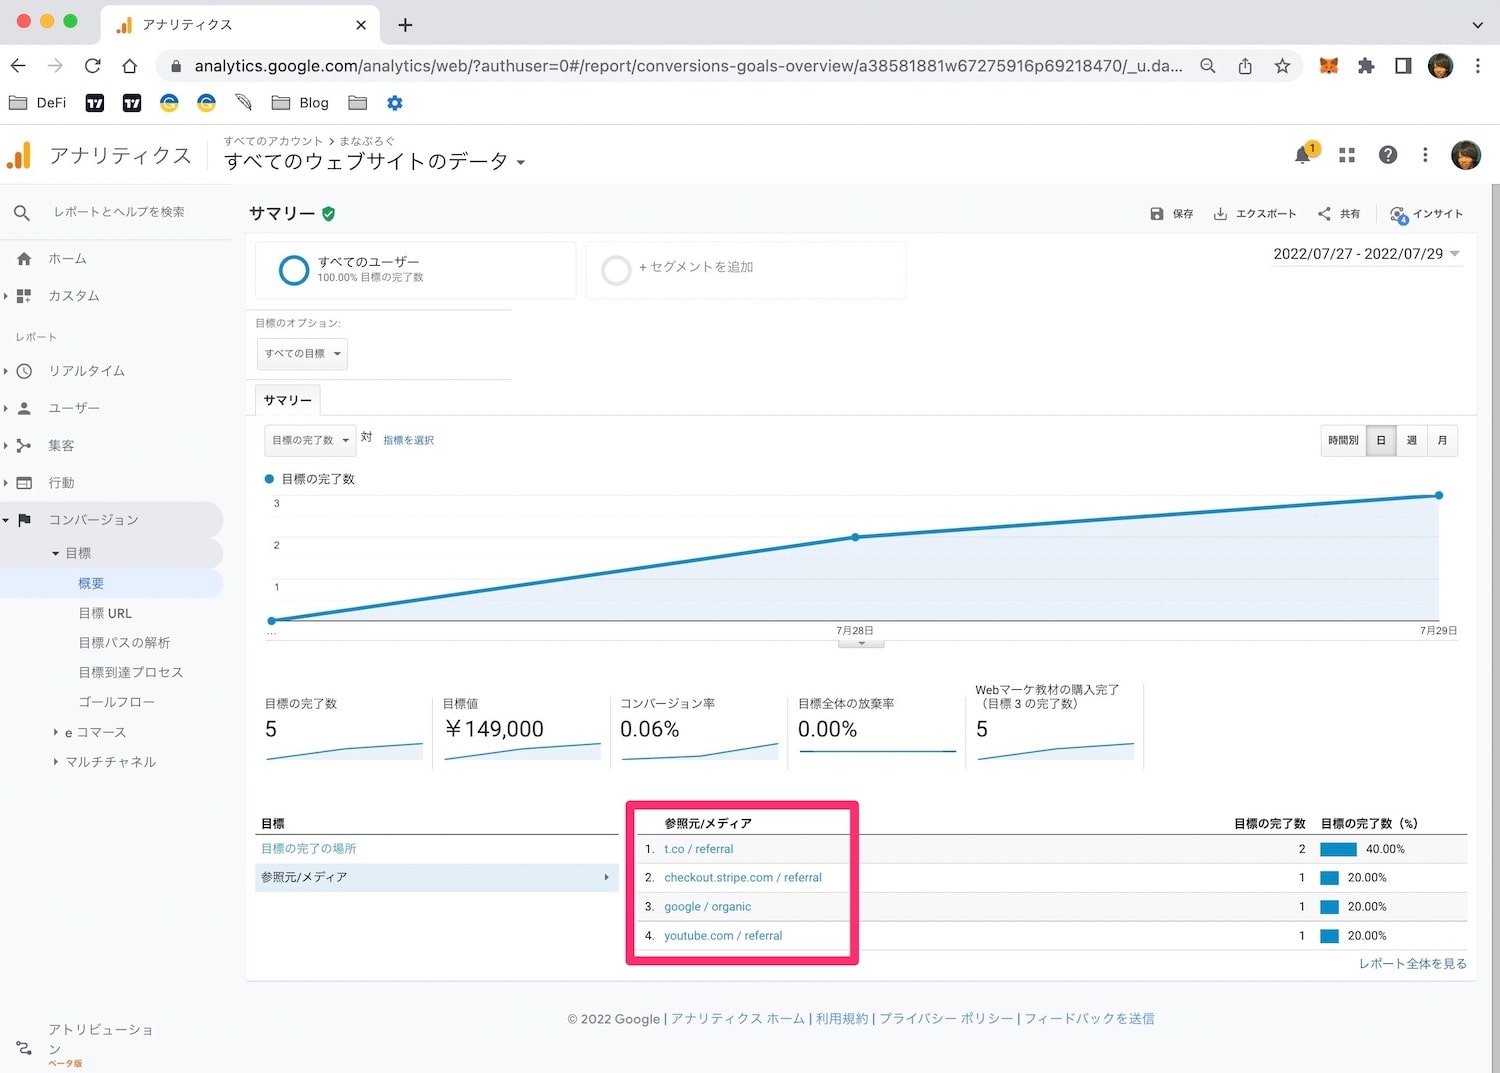 アナリティクス
analytics.google.com/analytics/web/?authuser=0#/report/conversions-goals-overview/a38581881w67275916p69218470/_u.da...
DeFi
Blog
アナリティクス
すべてのアカウント > まなぶろぐ
すべてのウェブサイトのデータ
1
レポートとヘルプを検索
ホーム
カスタム
レポート
リアルタイム
ユーザー
集客
行動
コンバージョン
目標
概要
目標 URL
目標パスの解析
目標到達プロセス
ゴールフロー
e コマース
マルチチャネル
アトリビューション
ベータ版
サマリー
保存
エクスポート
共有
4
インサイト
すべてのユーザー
100.00% 目標の完了数
+ セグメントを追加
2022/07/27 - 2022/07/29
目標のオプション:
すべての目標
サマリー
目標の完了数 対 指標を選択
時間別 日 週 月
目標の完了数
3
2
1
...
7月28日
7月29日
目標の完了数
5
目標値
￥149,000
コンバージョン率
0.06%
目標全体の放棄率
0.00%
Webマーケ教材の購入完了
（目標 3 の完了数）
5
目標
目標の完了の場所
参照元/メディア
参照元/メディア 目標の完了数 目標の完了数（%）
1. t.co / referral 2 40.00%
2. checkout.stripe.com / referral 1 20.00%
3. google / organic 1 20.00%
4. youtube.com / referral 1 20.00%
レポート全体を見る
© 2022 Google | アナリティクス ホーム | 利用規約 | プライバシー ポリシー | フィードバックを送信